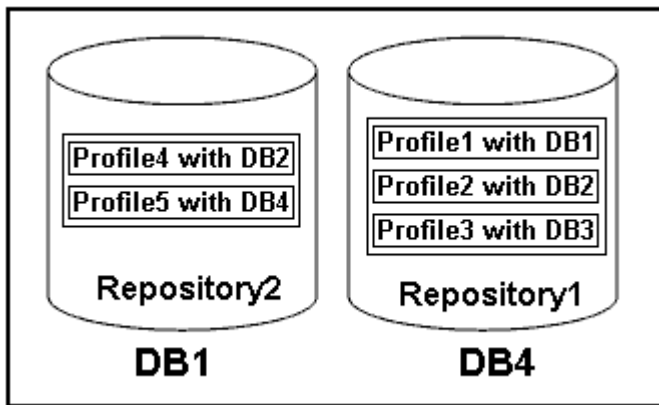 Profile4 with DB2
Profile5 with DB4
Repository2
DB1
Profile1 with DB1
Profile2 with DB2
Profile3 with DB3
Repository1
DB4